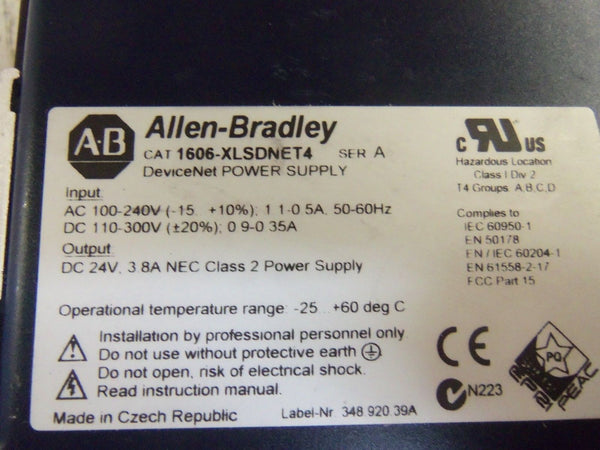 AB Allen-Bradley
CAT 1606-XLSDNET4 SER A
DeviceNet POWER SUPPLY
Input
AC 100-240V (-15.. +10%); 1.1-0.5A, 50-60Hz
DC 110-300V (±20%); 0.9-0.35A
Output
DC 24V, 3.8A NEC Class 2 Power Supply
Operational temperature range: -25... +60 deg C
Installation by professional personnel only
Do not use without protective earth
Do not open, risk of electrical shock.
Read instruction manual.
Made in Czech Republic
Label-Nr 348.920.39A
c UR US
Hazardous Location
Class I Div 2
T4 Groups A,B,C,D
Complies to
IEC 60950-1
EN 50178
EN / IEC 60204-1
EN 61558-2-17
FCC Part 15
CE
N223
PQ
PEAC